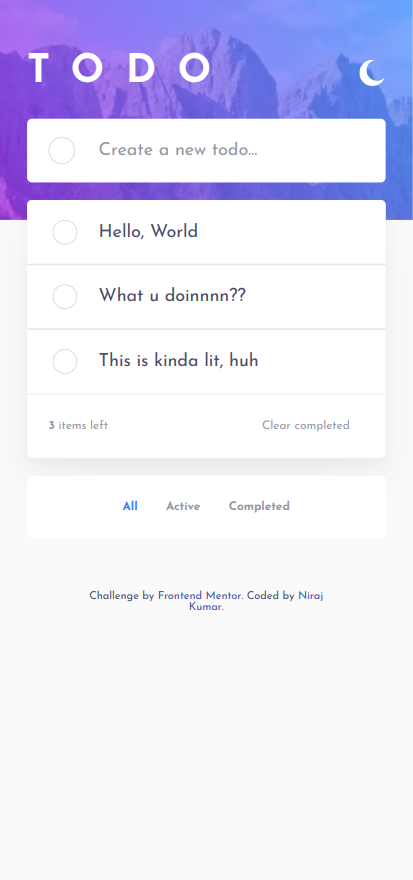 TODO
Create a new todo...
Hello, World
What u doinnnn??
This is kinda lit, huh
3 items left Clear completed
All Active Completed
Challenge by Frontend Mentor. Coded by Niraj
Kumar.